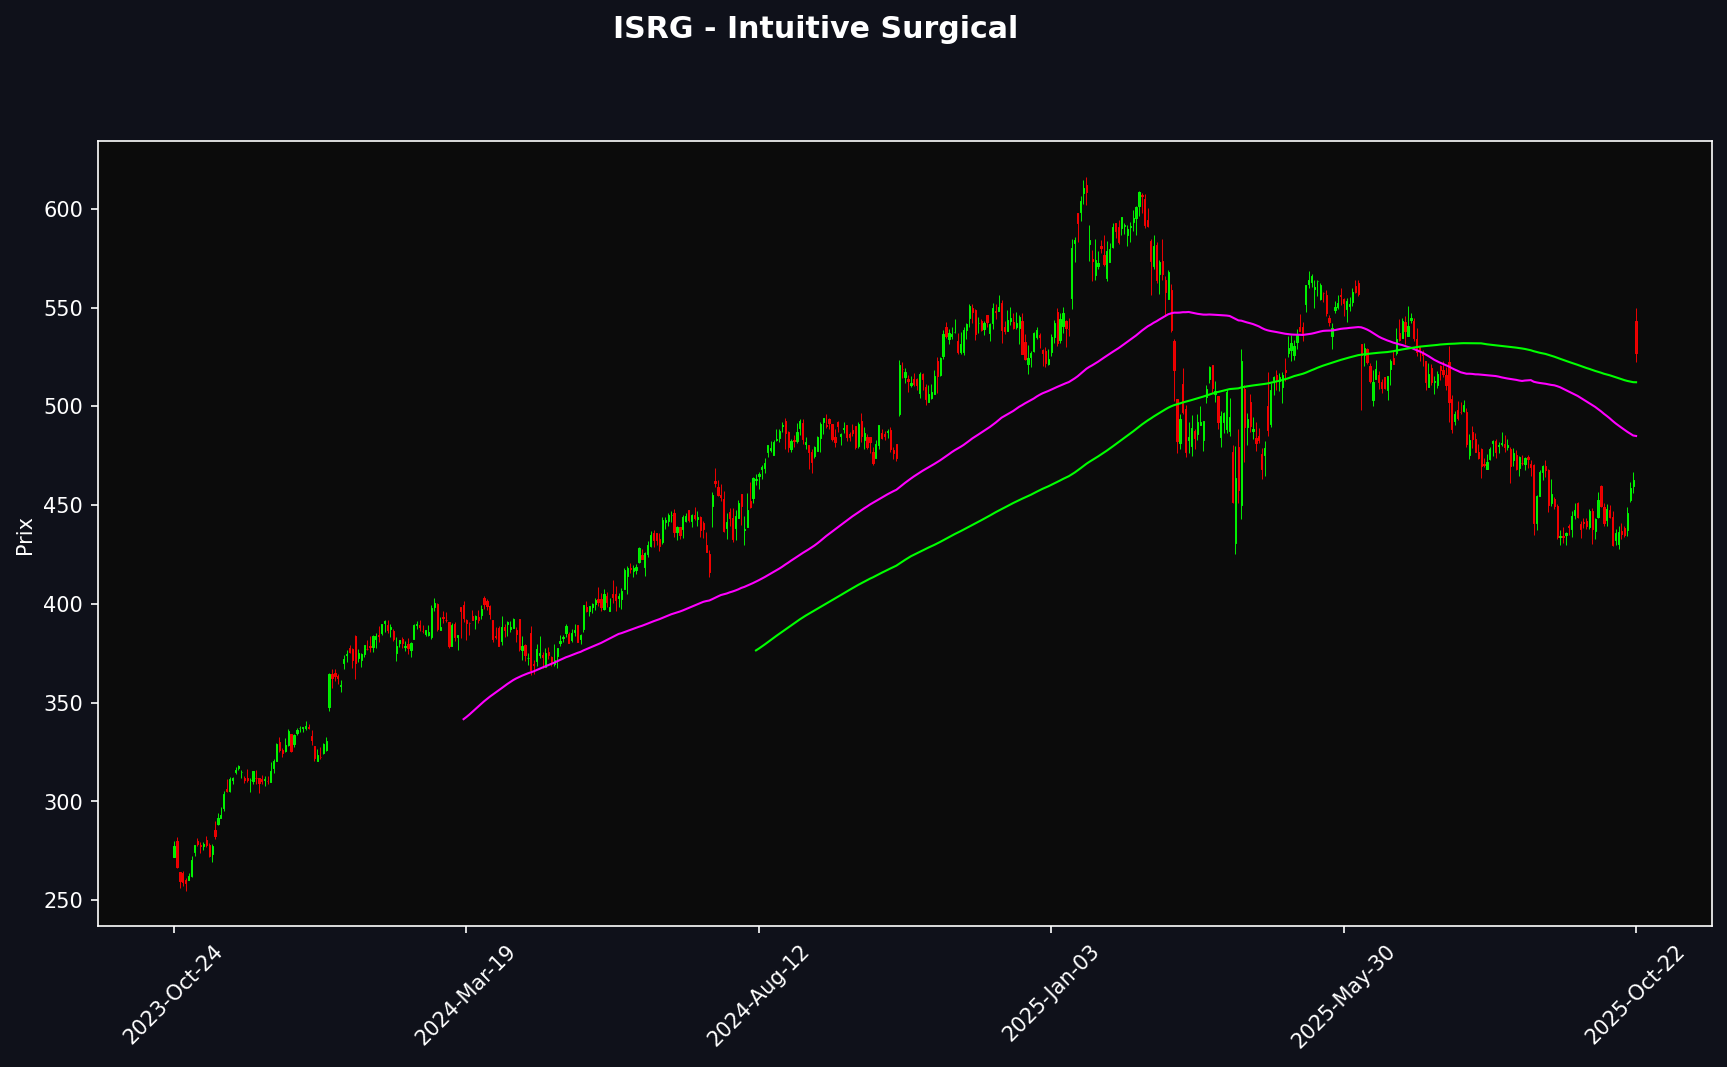 ISRG - Intuitive Surgical
Prix
600
550
500
450
400
350
300
250
2023-Oct-24
2024-Mar-19
2024-Aug-12
2025-Jan-03
2025-May-30
2025-Oct-22